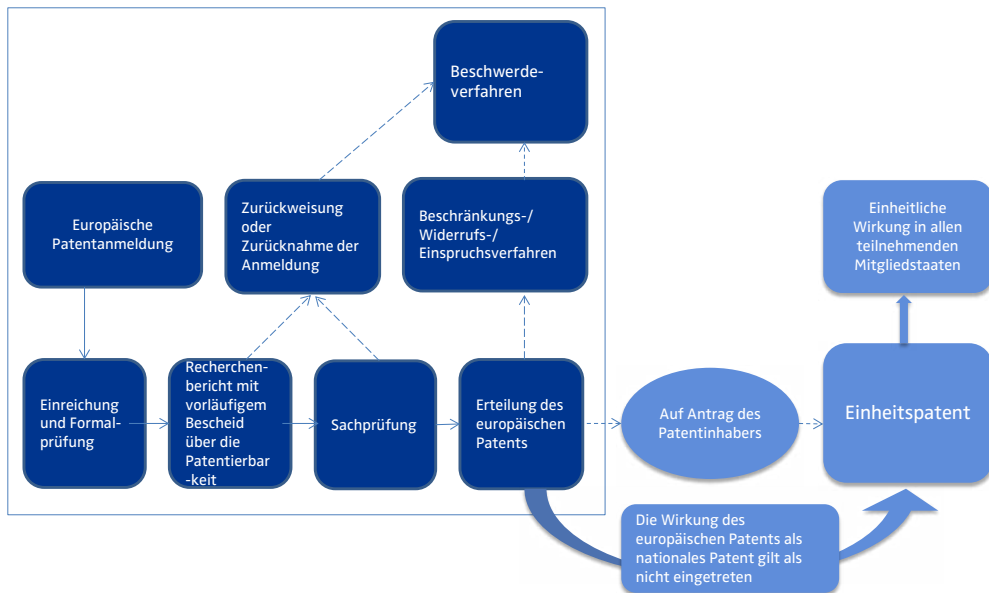 Beschwerde-
verfahren
Europäische
Patentanmeldung
Zurückweisung
oder
Zurücknahme der
Anmeldung
Beschränkungs-/
Widerrufs-/
Einspruchsverfahren
Einheitliche
Wirkung in allen
teilnehmenden
Mitgliedstaaten
Einreichung
und Formal-
prüfung
Recherchen-
bericht mit
vorläufigem
Bescheid
über die
Patentierbar
-keit
Sachprüfung
Erteilung des
europäischen
Patents
Auf Antrag des
Patentinhabers
Einheitspatent
Die Wirkung des
europäischen Patents als
nationales Patent gilt als
nicht eingetreten